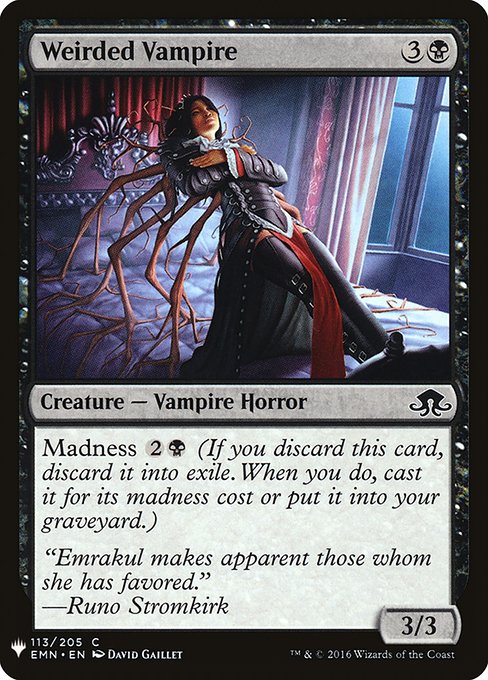 Weirded Vampire 3
Creature — Vampire Horror
Madness 2 (If you discard this card,
discard it into exile. When you do, cast
it for its madness cost or put it into your
graveyard.)
“Emrakul makes apparent those whom
she has favored.”
—Runo Stromkirk
3/3
113/205 C
EMN • EN DAVID GAILLET
™ & © 2016 Wizards of the Coast